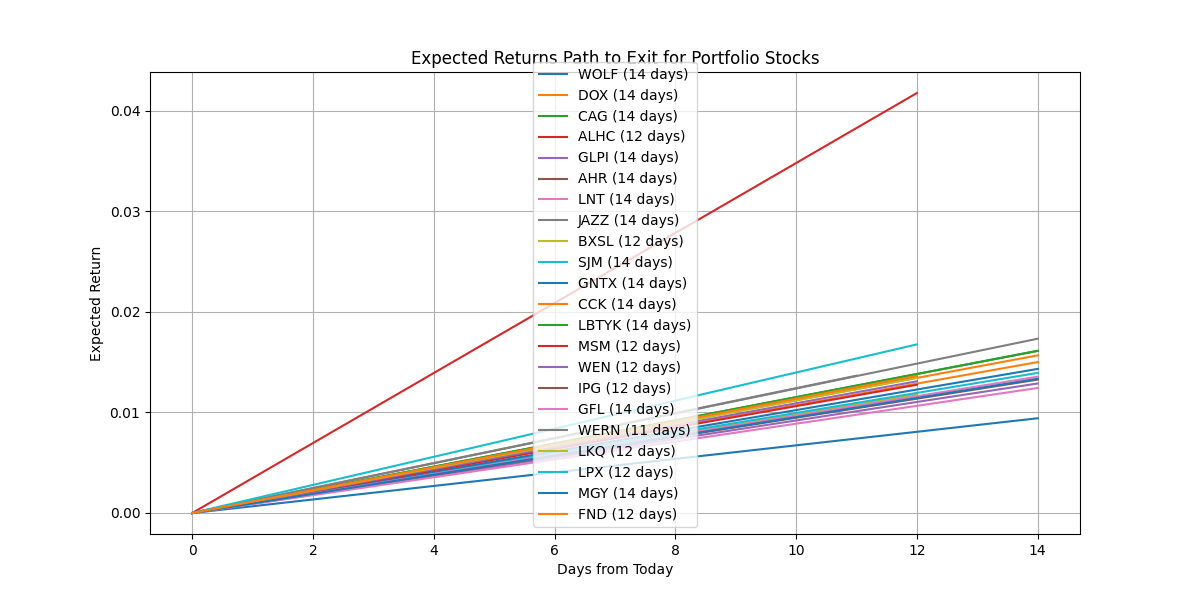 Expected Returns Path to Exit for Portfolio Stocks
WOLF (14 days)
DOX (14 days)
CAG (14 days)
ALHC (12 days)
GLPI (14 days)
AHR (14 days)
LNT (14 days)
JAZZ (14 days)
BXSL (12 days)
SJM (14 days)
GNTX (14 days)
CCK (14 days)
LBTYK (14 days)
MSM (12 days)
WEN (12 days)
IPG (12 days)
GFL (14 days)
WERN (11 days)
LKQ (12 days)
LPX (12 days)
MGY (14 days)
FND (12 days)
0.04
0.03
0.02
0.01
0.00
Expected Return
0 2 4 6 8 10 12 14
Days from Today